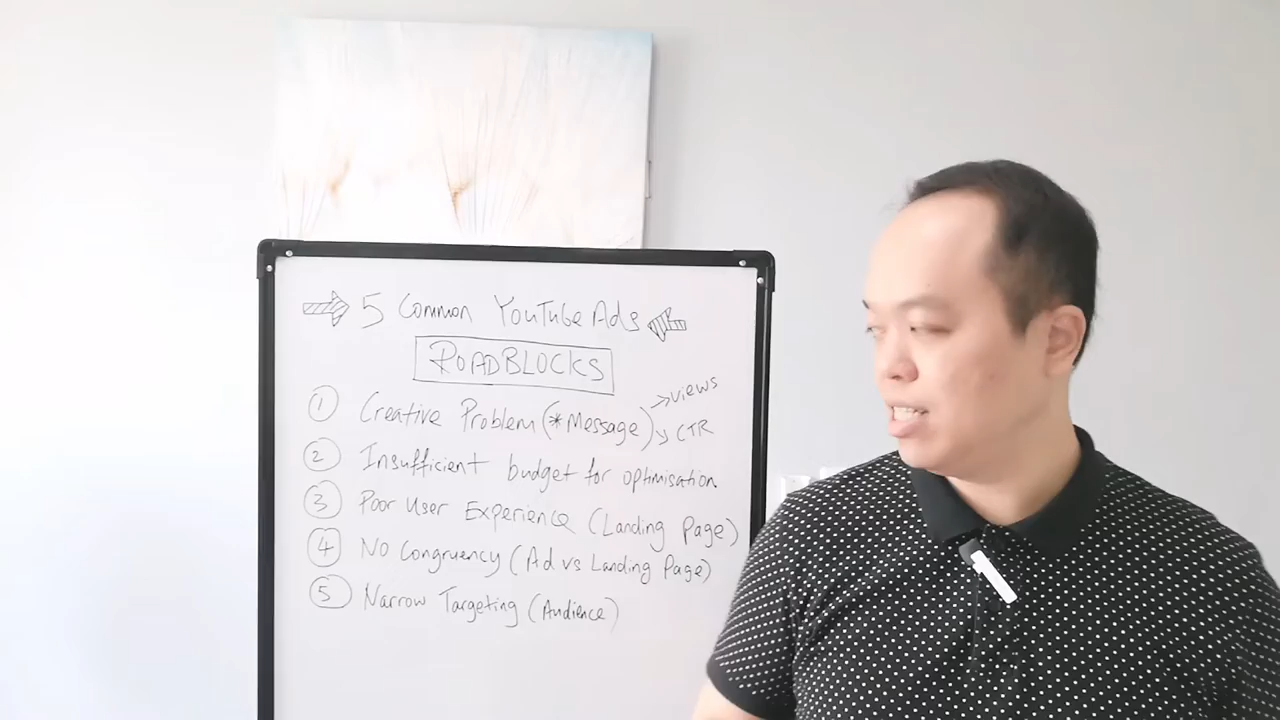 5 Common YouTube Ads
ROADBLOCKS
① Creative Problem (*Message) → Views
↘ CTR
② Insufficient budget for optimisation
③ Poor User Experience (Landing Page)
④ No Congruency (Ad vs Landing Page)
⑤ Narrow Targeting (Audience)